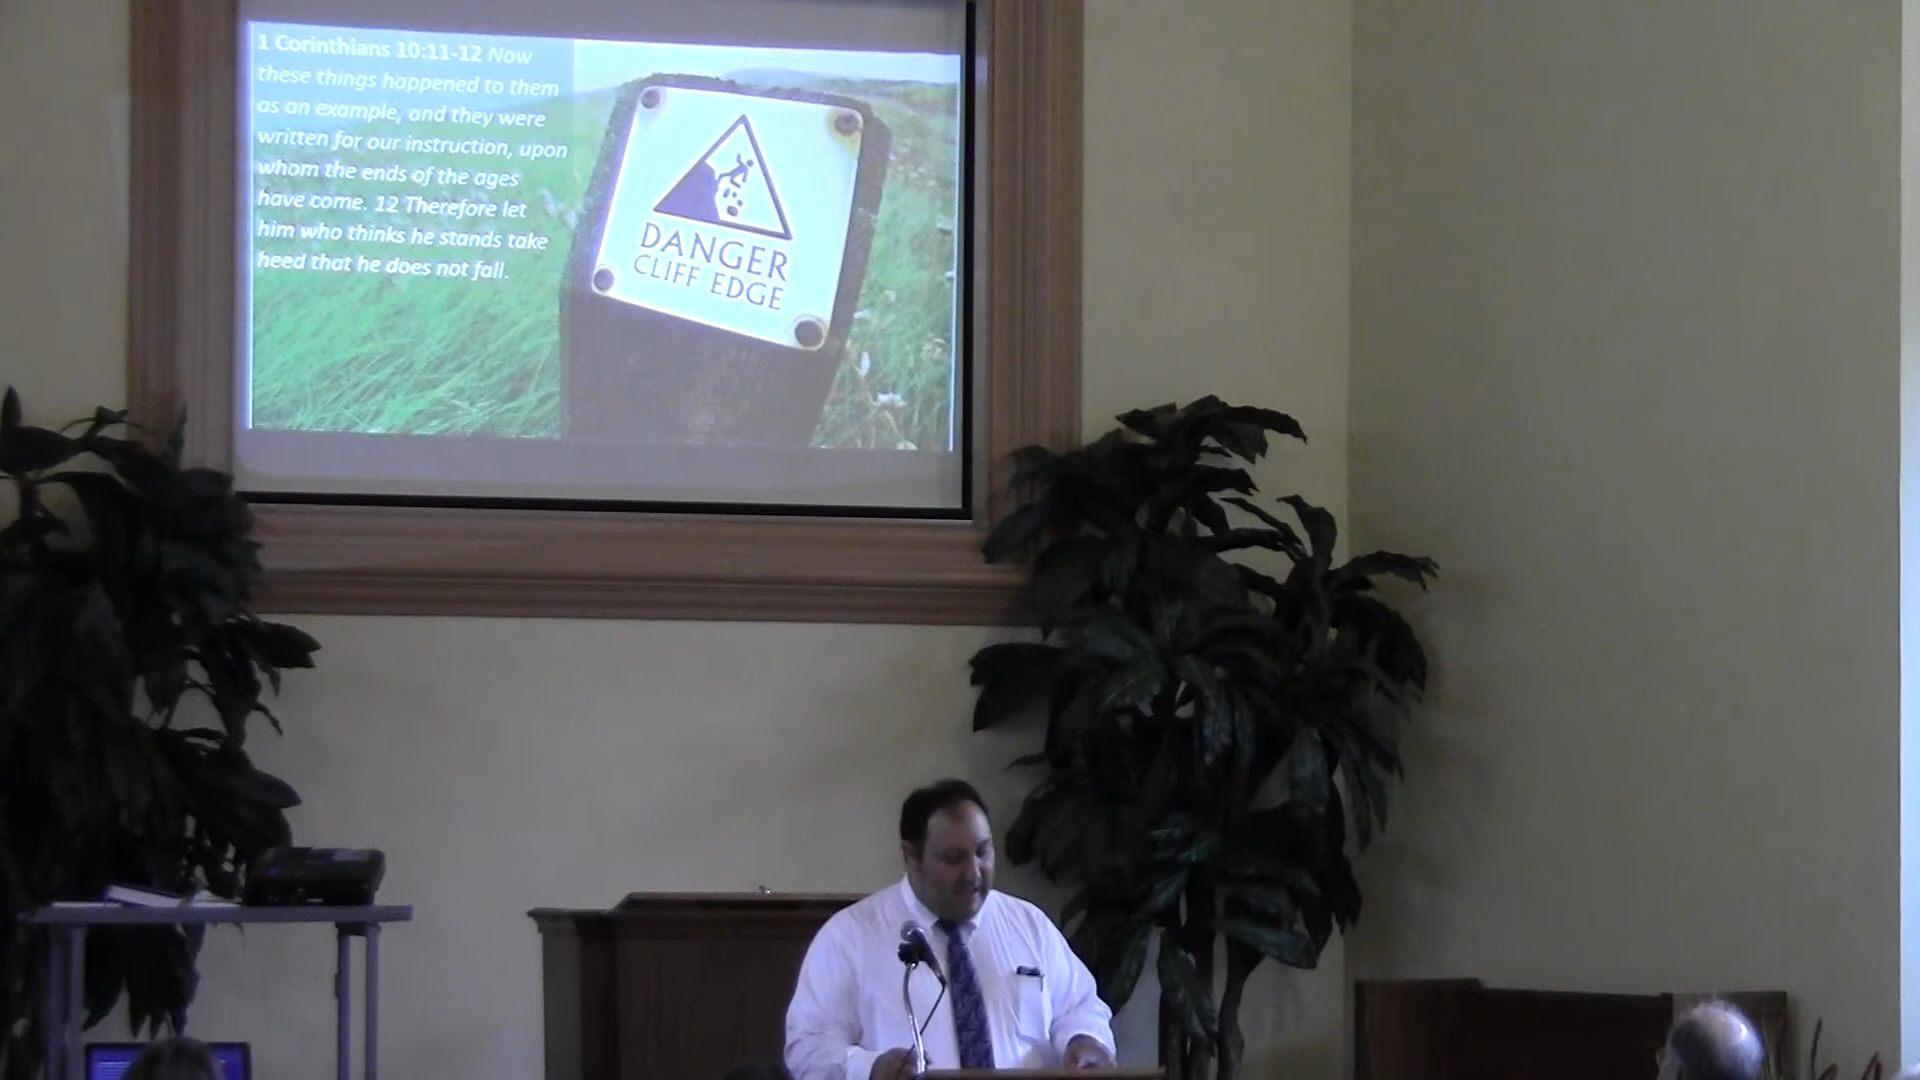 1 Corinthians 10:11-12 Now
these things happened to them
as an example, and they were
written for our instruction, upon
whom the ends of the ages
have come. 12 Therefore let
him who thinks he stands take
heed that he does not fall.
DANGER
CLIFF EDGE